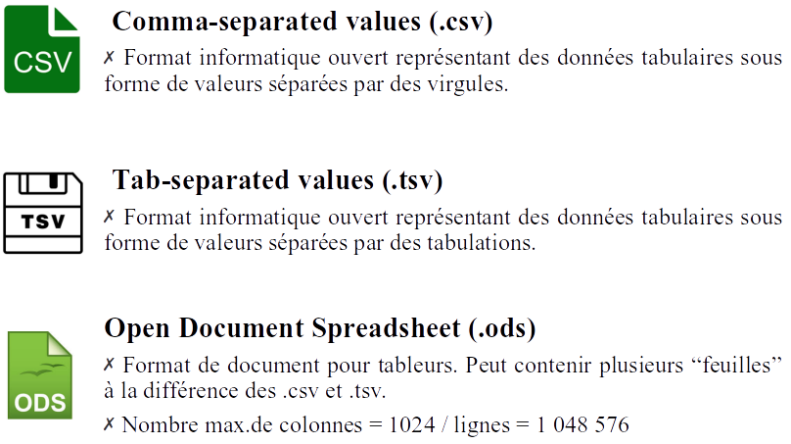 Comma-separated values (.csv)
CSV
✗ Format informatique ouvert représentant des données tabulaires sous
forme de valeurs séparées par des virgules.
Tab-separated values (.tsv)
TSV
✗ Format informatique ouvert représentant des données tabulaires sous
forme de valeurs séparées par des tabulations.
Open Document Spreadsheet (.ods)
✗ Format de document pour tableurs. Peut contenir plusieurs “feuilles”
à la différence des .csv et .tsv.
ODS
✗ Nombre max.de colonnes = 1024 / lignes = 1 048 576